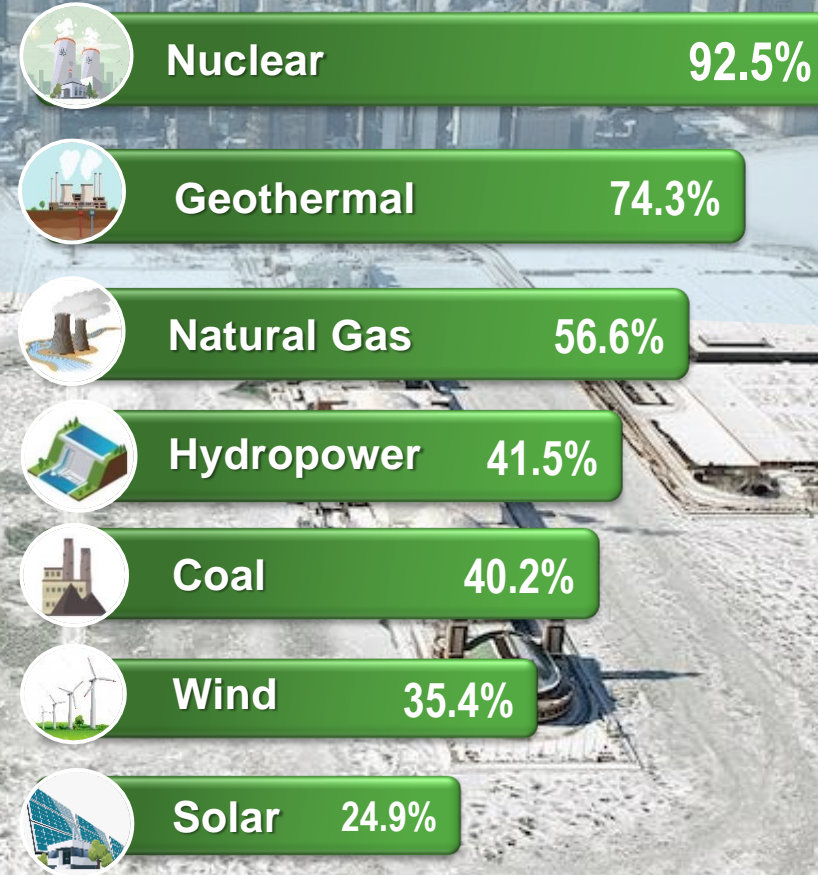 Nuclear 92.5%
Geothermal 74.3%
Natural Gas 56.6%
Hydropower 41.5%
Coal 40.2%
Wind 35.4%
Solar 24.9%